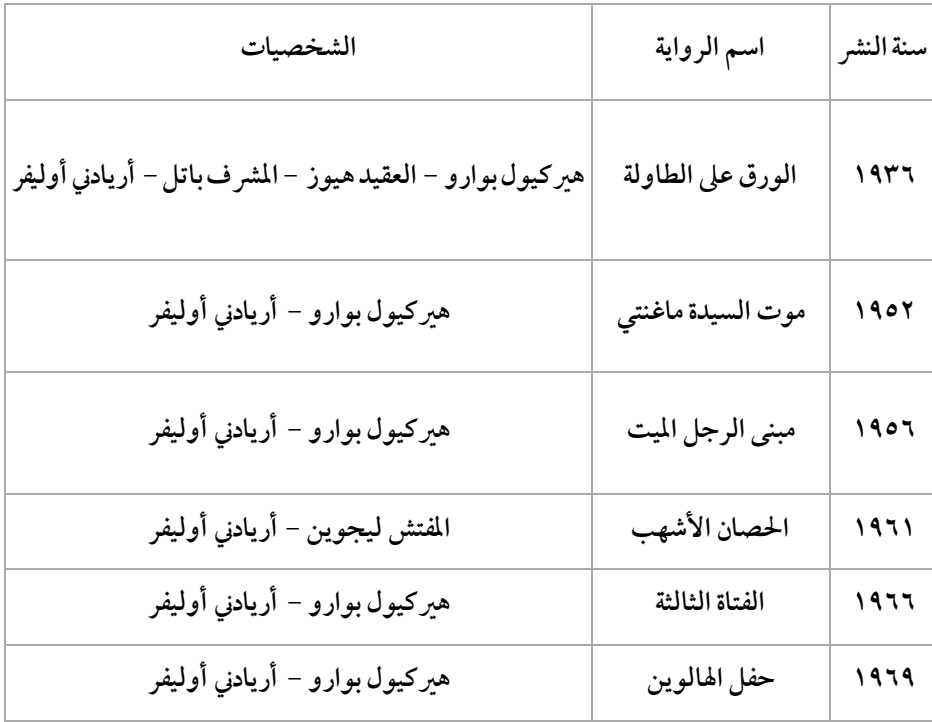 سنة النشر اسم الرواية الشخصيات
١٩٣٦ الورق على الطاولة هيركيول بوارو – العقيد هيوز – المشرف باتل – أريادني أوليفر
١٩٥٢ موت السيدة ماغنتي هيركيول بوارو – أريادني أوليفر
١٩٥٦ مبنى الرجل الميت هيركيول بوارو – أريادني أوليفر
١٩٦١ الحصان الأشهب المفتش ليجوين – أريادني أوليفر
١٩٦٦ الفتاة الثالثة هيركيول بوارو – أريادني أوليفر
١٩٦٩ حفل الهالوين هيركيول بوارو – أريادني أوليفر